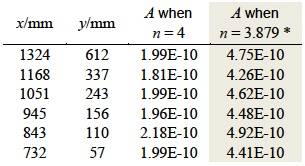 x/mm y/mm A when n = 4 A when n = 3.879 *
1324 612 1.99E-10 4.75E-10
1168 337 1.81E-10 4.26E-10
1051 243 1.99E-10 4.62E-10
945 156 1.96E-10 4.48E-10
843 110 2.18E-10 4.92E-10
732 57 1.99E-10 4.41E-10